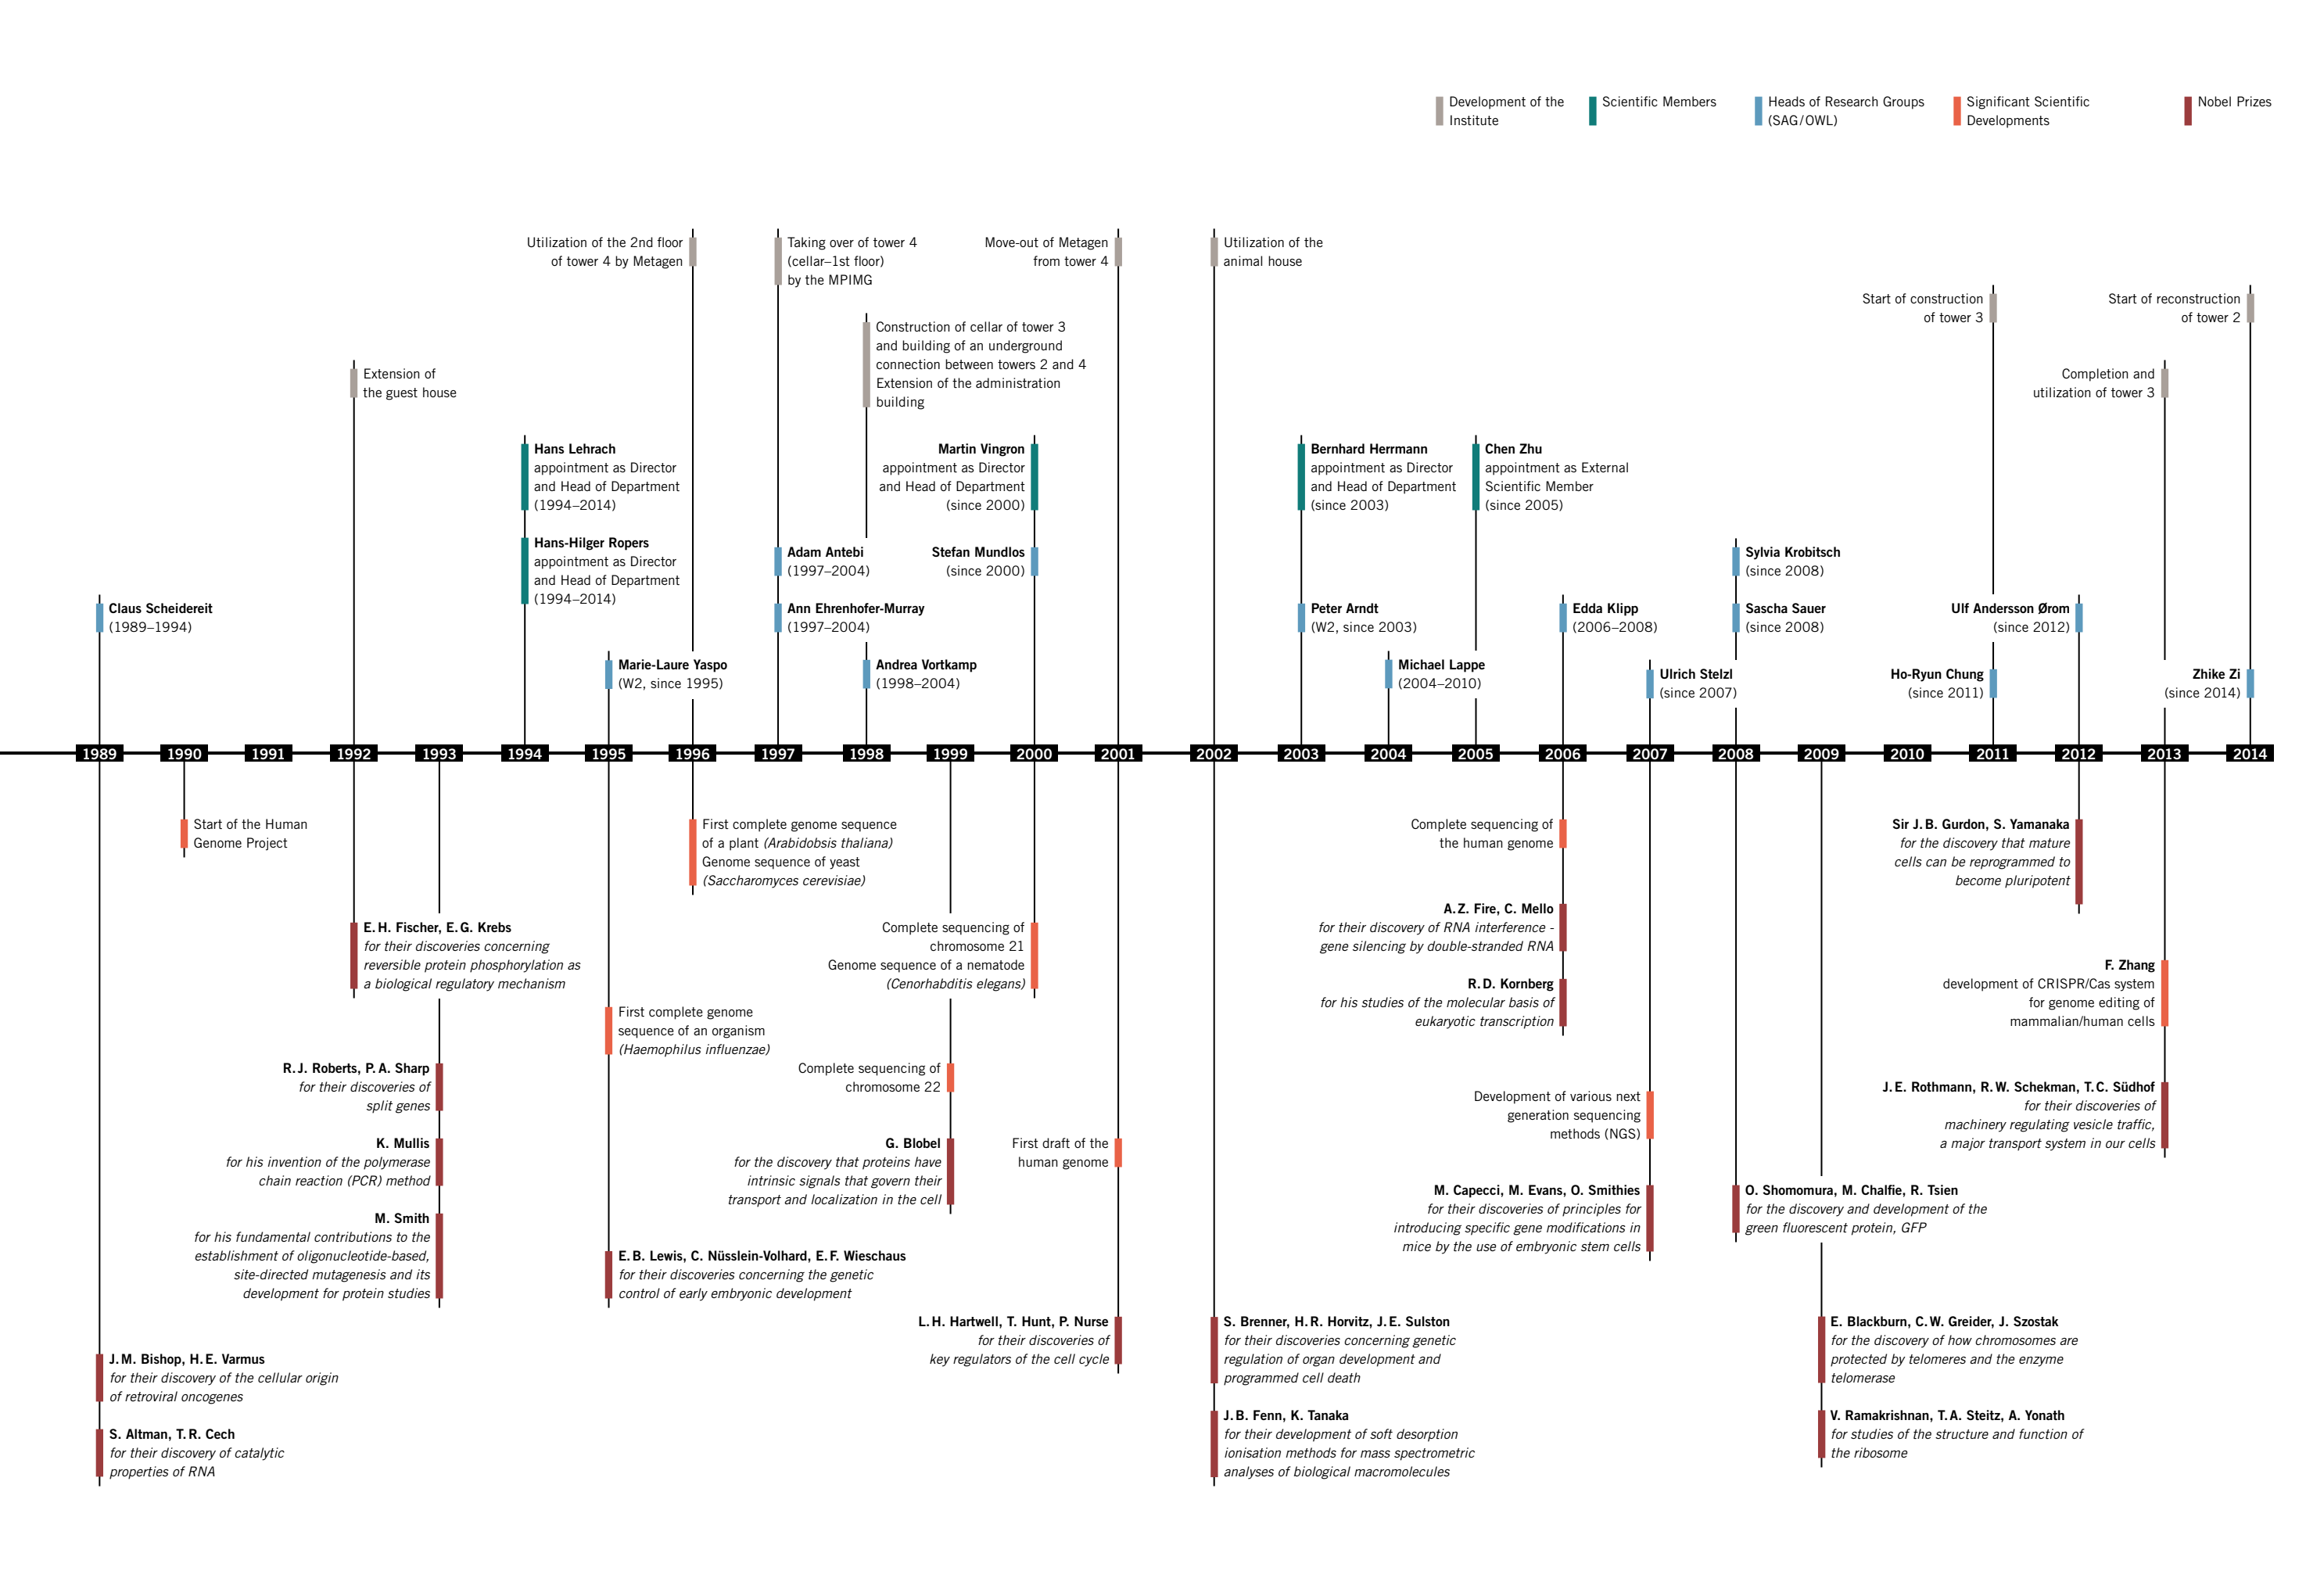 Development of the
Institute
Scientific Members
Heads of Research Groups
(SAG/OWL)
Significant Scientific
Developments
Nobel Prizes
Utilization of the 2nd floor
of tower 4 by Metagen
Taking over of tower 4
(cellar–1st floor)
by the MPIMG
Move-out of Metagen
from tower 4
Utilization of the
animal house
Start of construction
of tower 3
Start of reconstruction
of tower 2
Construction of cellar of tower 3
and building of an underground
connection between towers 2 and 4
Extension of the administration
building
Extension of
the guest house
Completion and
utilization of tower 3
Hans Lehrach
appointment as Director
and Head of Department
(1994–2014)
Martin Vingron
appointment as Director
and Head of Department
(since 2000)
Bernhard Herrmann
appointment as Director
and Head of Department
(since 2003)
Chen Zhu
appointment as External
Scientific Member
(since 2005)
Hans-Hilger Ropers
appointment as Director
and Head of Department
(1994–2014)
Adam Antebi
(1997–2004)
Stefan Mundlos
(since 2000)
Sylvia Krobitsch
(since 2008)
Claus Scheidereit
(1989–1994)
Ann Ehrenhofer-Murray
(1997–2004)
Peter Arndt
(W2, since 2003)
Edda Klipp
(2006–2008)
Sascha Sauer
(since 2008)
Ulf Andersson Ørom
(since 2012)
Marie-Laure Yaspo
(W2, since 1995)
Andrea Vortkamp
(1998–2004)
Michael Lappe
(2004–2010)
Ulrich Stelzl
(since 2007)
Ho-Ryun Chung
(since 2011)
Zhike Zi
(since 2014)
1989 1990 1991 1992 1993 1994 1995 1996 1997 1998 1999 2000 2001 2002 2003 2004 2005 2006 2007 2008 2009 2010 2011 2012 2013 2014
Start of the Human
Genome Project
First complete genome sequence
of a plant (Arabidobsis thaliana)
Genome sequence of yeast
(Saccharomyces cerevisiae)
Complete sequencing of
the human genome
Sir J.B. Gurdon, S. Yamanaka
for the discovery that mature
cells can be reprogrammed to
become pluripotent
E.H. Fischer, E.G. Krebs
for their discoveries concerning
reversible protein phosphorylation as
a biological regulatory mechanism
Complete sequencing of
chromosome 21
Genome sequence of a nematode
(Cenorhabditis elegans)
A.Z. Fire, C. Mello
for their discovery of RNA interference -
gene silencing by double-stranded RNA
R.D. Kornberg
for his studies of the molecular basis of
eukaryotic transcription
F. Zhang
development of CRISPR/Cas system
for genome editing of
mammalian/human cells
First complete genome
sequence of an organism
(Haemophilus influenzae)
R.J. Roberts, P.A. Sharp
for their discoveries of
split genes
Complete sequencing of
chromosome 22
Development of various next
generation sequencing
methods (NGS)
J.E. Rothmann, R.W. Schekman, T.C. Südhof
for their discoveries of
machinery regulating vesicle traffic,
a major transport system in our cells
K. Mullis
for his invention of the polymerase
chain reaction (PCR) method
G. Blobel
for the discovery that proteins have
intrinsic signals that govern their
transport and localization in the cell
First draft of the
human genome
M. Capecci, M. Evans, O. Smithies
for their discoveries of principles for
introducing specific gene modifications in
mice by the use of embryonic stem cells
O. Shomomura, M. Chalfie, R. Tsien
for the discovery and development of the
green fluorescent protein, GFP
M. Smith
for his fundamental contributions to the
establishment of oligonucleotide-based,
site-directed mutagenesis and its
development for protein studies
E.B. Lewis, C. Nüsslein-Volhard, E.F. Wieschaus
for their discoveries concerning the genetic
control of early embryonic development
L.H. Hartwell, T. Hunt, P. Nurse
for their discoveries of
key regulators of the cell cycle
S. Brenner, H.R. Horvitz, J.E. Sulston
for their discoveries concerning genetic
regulation of organ development and
programmed cell death
E. Blackburn, C.W. Greider, J. Szostak
for the discovery of how chromosomes are
protected by telomeres and the enzyme
telomerase
J.M. Bishop, H.E. Varmus
for their discovery of the cellular origin
of retroviral oncogenes
J.B. Fenn, K. Tanaka
for their development of soft desorption
ionisation methods for mass spectrometric
analyses of biological macromolecules
V. Ramakrishnan, T.A. Steitz, A. Yonath
for studies of the structure and function of
the ribosome
S. Altman, T.R. Cech
for their discovery of catalytic
properties of RNA